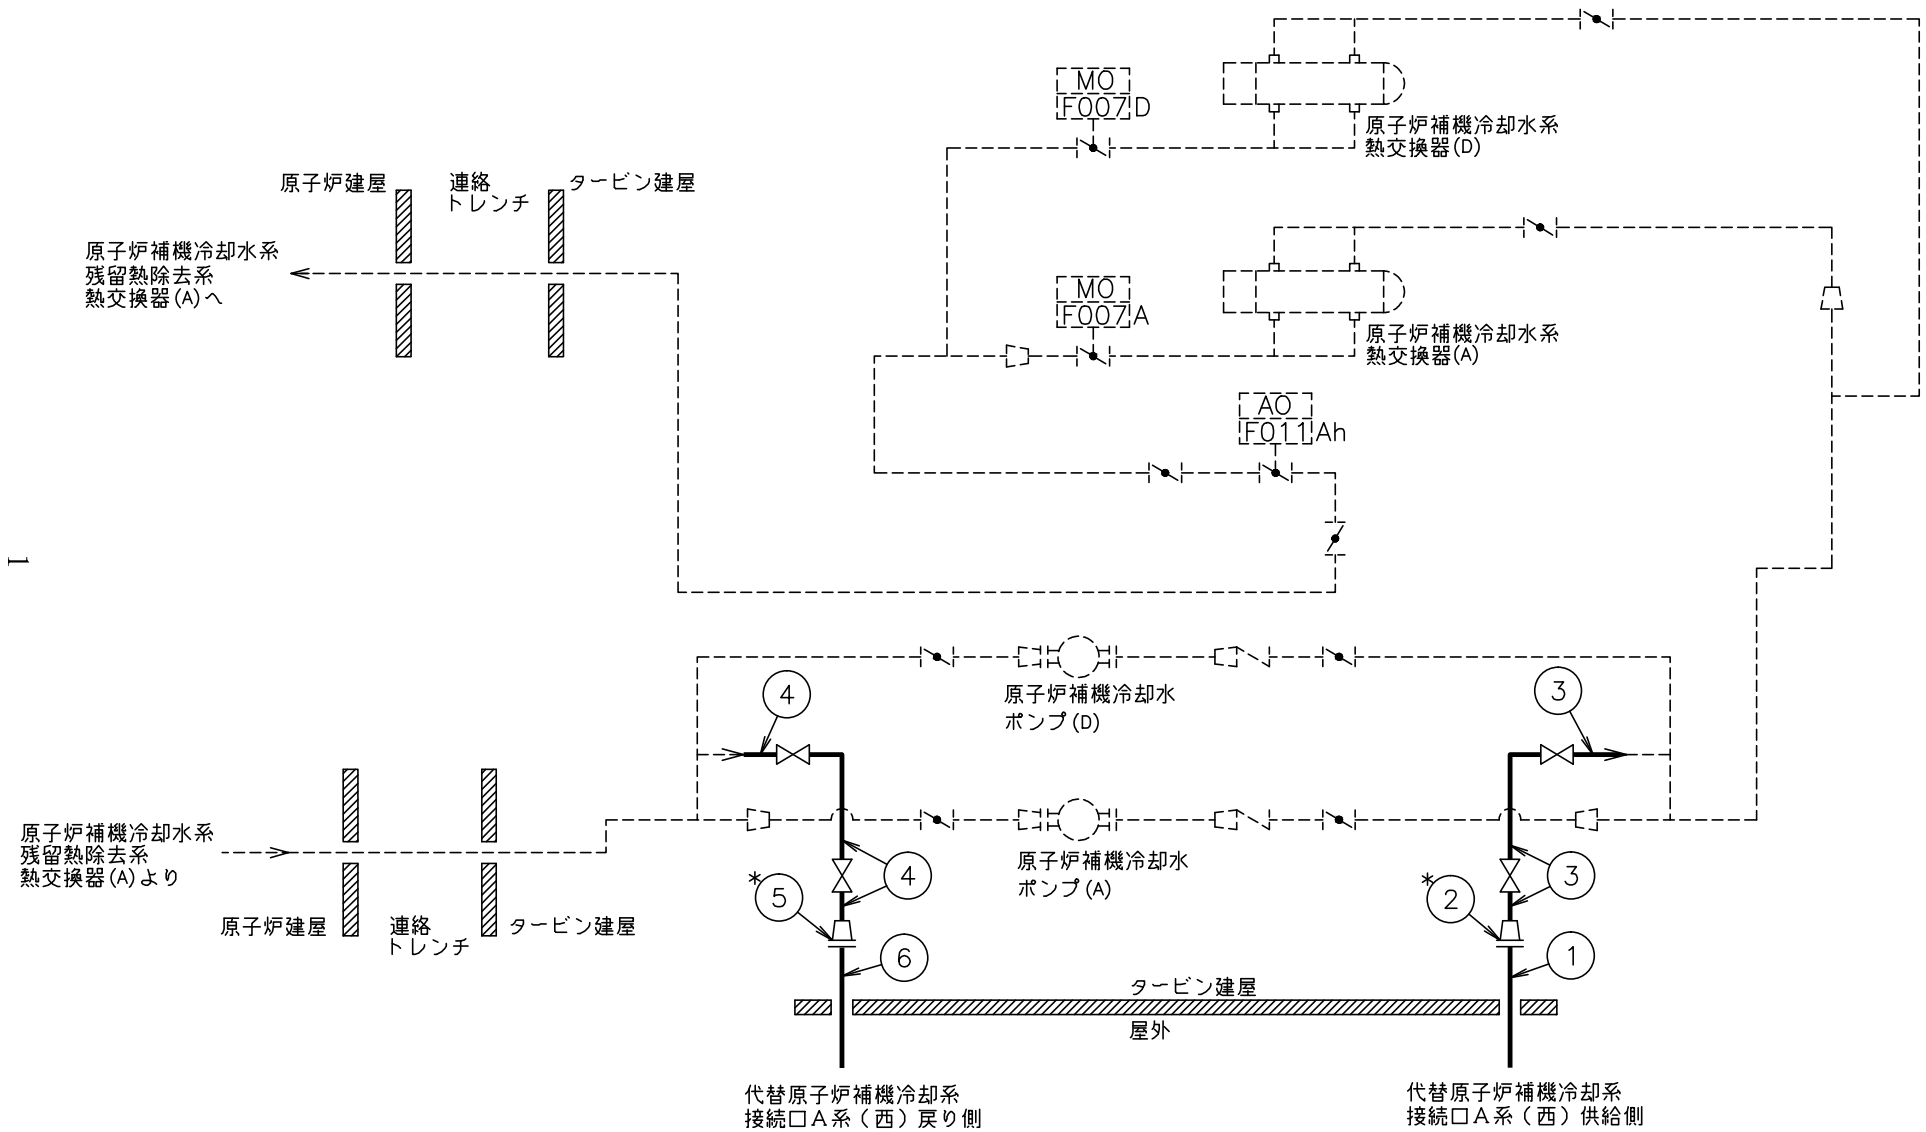 MO
F007D
原子炉補機冷却水系
熱交換器(D)
原子炉建屋
連絡
トレンチ
タービン建屋
原子炉補機冷却水系
残留熱除去系
熱交換器(A)へ
MO
F007A
原子炉補機冷却水系
熱交換器(A)
AO
F011Ah
1
原子炉補機冷却水
ポンプ(D)
4
3
原子炉補機冷却水系
残留熱除去系
熱交換器(A)より
原子炉補機冷却水
ポンプ(A)
4
3
*
5
*
2
原子炉建屋
連絡
トレンチ
タービン建屋
6
1
タービン建屋
屋外
代替原子炉補機冷却系
接続口A系(西)戻り側
代替原子炉補機冷却系
接続口A系(西)供給側